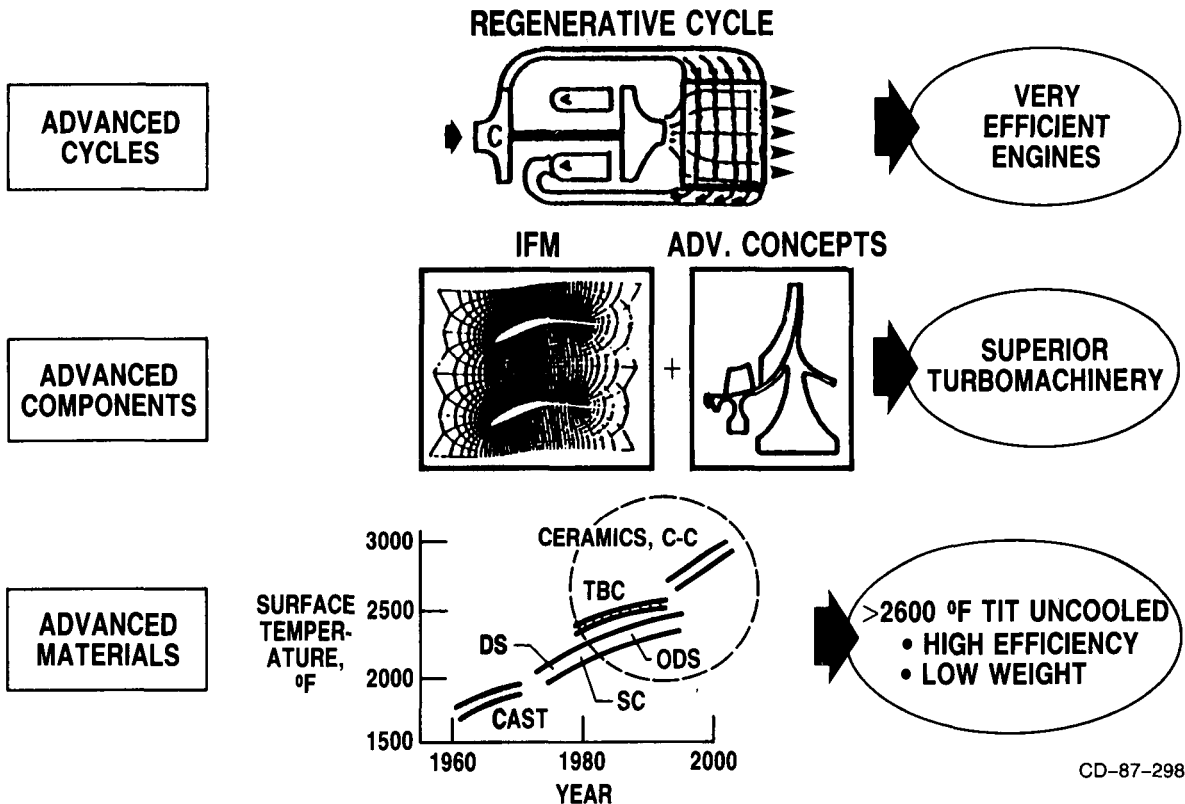 REGENERATIVE CYCLE
ADVANCED
CYCLES
C
VERY
EFFICIENT
ENGINES
IFM
ADV. CONCEPTS
ADVANCED
COMPONENTS
+
SUPERIOR
TURBOMACHINERY
ADVANCED
MATERIALS
SURFACE
TEMPER-
ATURE,
ºF
3000
2500
2000
1500
CERAMICS, C-C
TBC
DS
ODS
SC
CAST
1960
1980
2000
YEAR
>2600 ºF TIT UNCOOLED
• HIGH EFFICIENCY
• LOW WEIGHT
CD-87-298